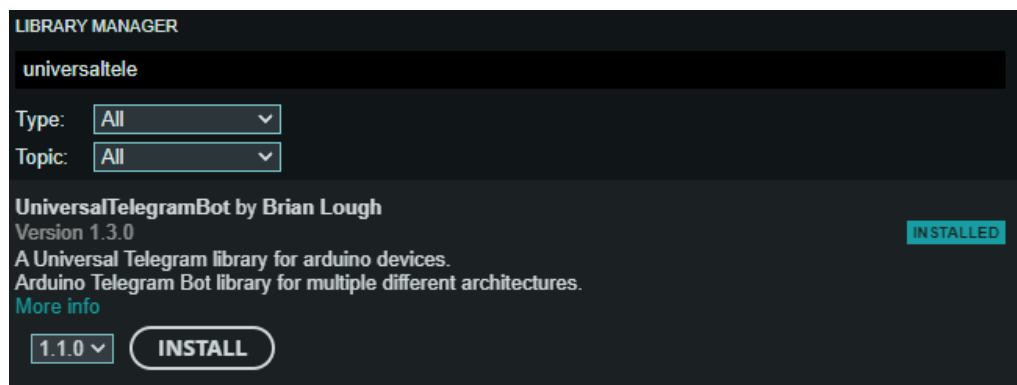 LIBRARY MANAGER
universaltele
Type: All
Topic: All
UniversalTelegramBot by Brian Lough
Version 1.3.0 INSTALLED
A Universal Telegram library for arduino devices.
Arduino Telegram Bot library for multiple different architectures.
More info
1.1.0 INSTALL